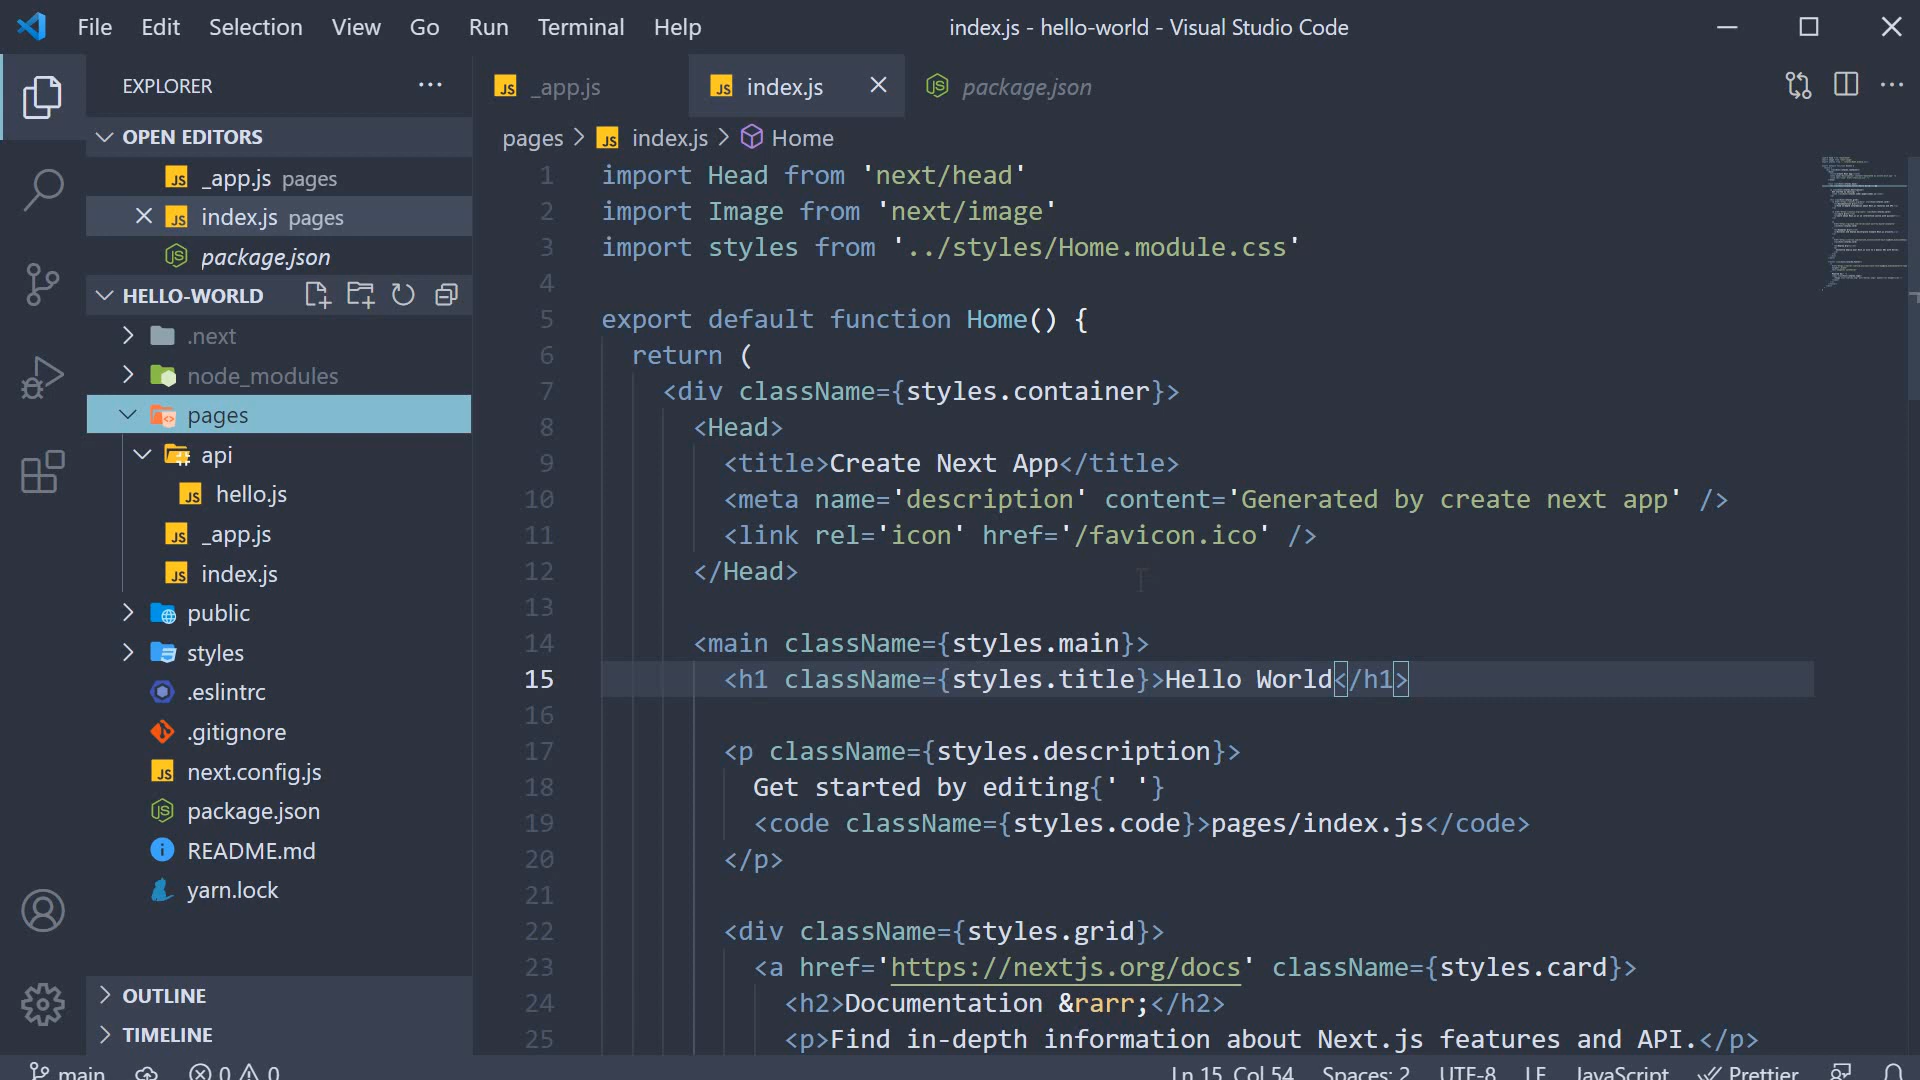 File Edit Selection View Go Run Terminal Help
index.js - hello-world - Visual Studio Code
EXPLORER
OPEN EDITORS
_app.js pages
index.js pages
package.json
HELLO-WORLD
.next
node_modules
pages
api
hello.js
_app.js
index.js
public
styles
.eslintrc
.gitignore
next.config.js
package.json
README.md
yarn.lock
OUTLINE
TIMELINE
_app.js
index.js
package.json
pages > JS index.js > Home
1 import Head from 'next/head'
2 import Image from 'next/image'
3 import styles from '../styles/Home.module.css'
4
5 export default function Home() {
6 return (
7 <div className={styles.container}>
8 <Head>
9 <title>Create Next App</title>
10 <meta name='description' content='Generated by create next app' />
11 <link rel='icon' href='/favicon.ico' />
12 </Head>
13
14 <main className={styles.main}>
15 <h1 className={styles.title}>Hello World</h1>
16
17 <p className={styles.description}>
18 Get started by editing{' '}
19 <code className={styles.code}>pages/index.js</code>
20 </p>
21
22 <div className={styles.grid}>
23 <a href='https://nextjs.org/docs' className={styles.card}>
24 <h2>Documentation &rarr;</h2>
25 <p>Find in-depth information about Next.js features and API.</p>
main 0 0
Ln 15, Col 54 Spaces: 2 UTF-8 LF JavaScript Prettier